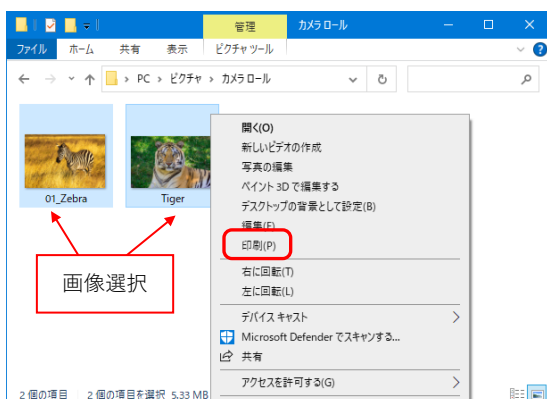 管理 カメラ ロール
ファイル ホーム 共有 表示 ピクチャ ツール
PC › ピクチャ › カメラ ロール
開く(O)
新しいビデオの作成
写真の編集
ペイント 3D で編集する
デスクトップの背景として設定(B)
編集(E)
印刷(P)
右に回転(T)
左に回転(L)
デバイス キャスト
Microsoft Defender でスキャンする...
共有
アクセスを許可する(G)
01_Zebra Tiger
画像選択
2 個の項目 2 個の項目を選択 5.33 MB